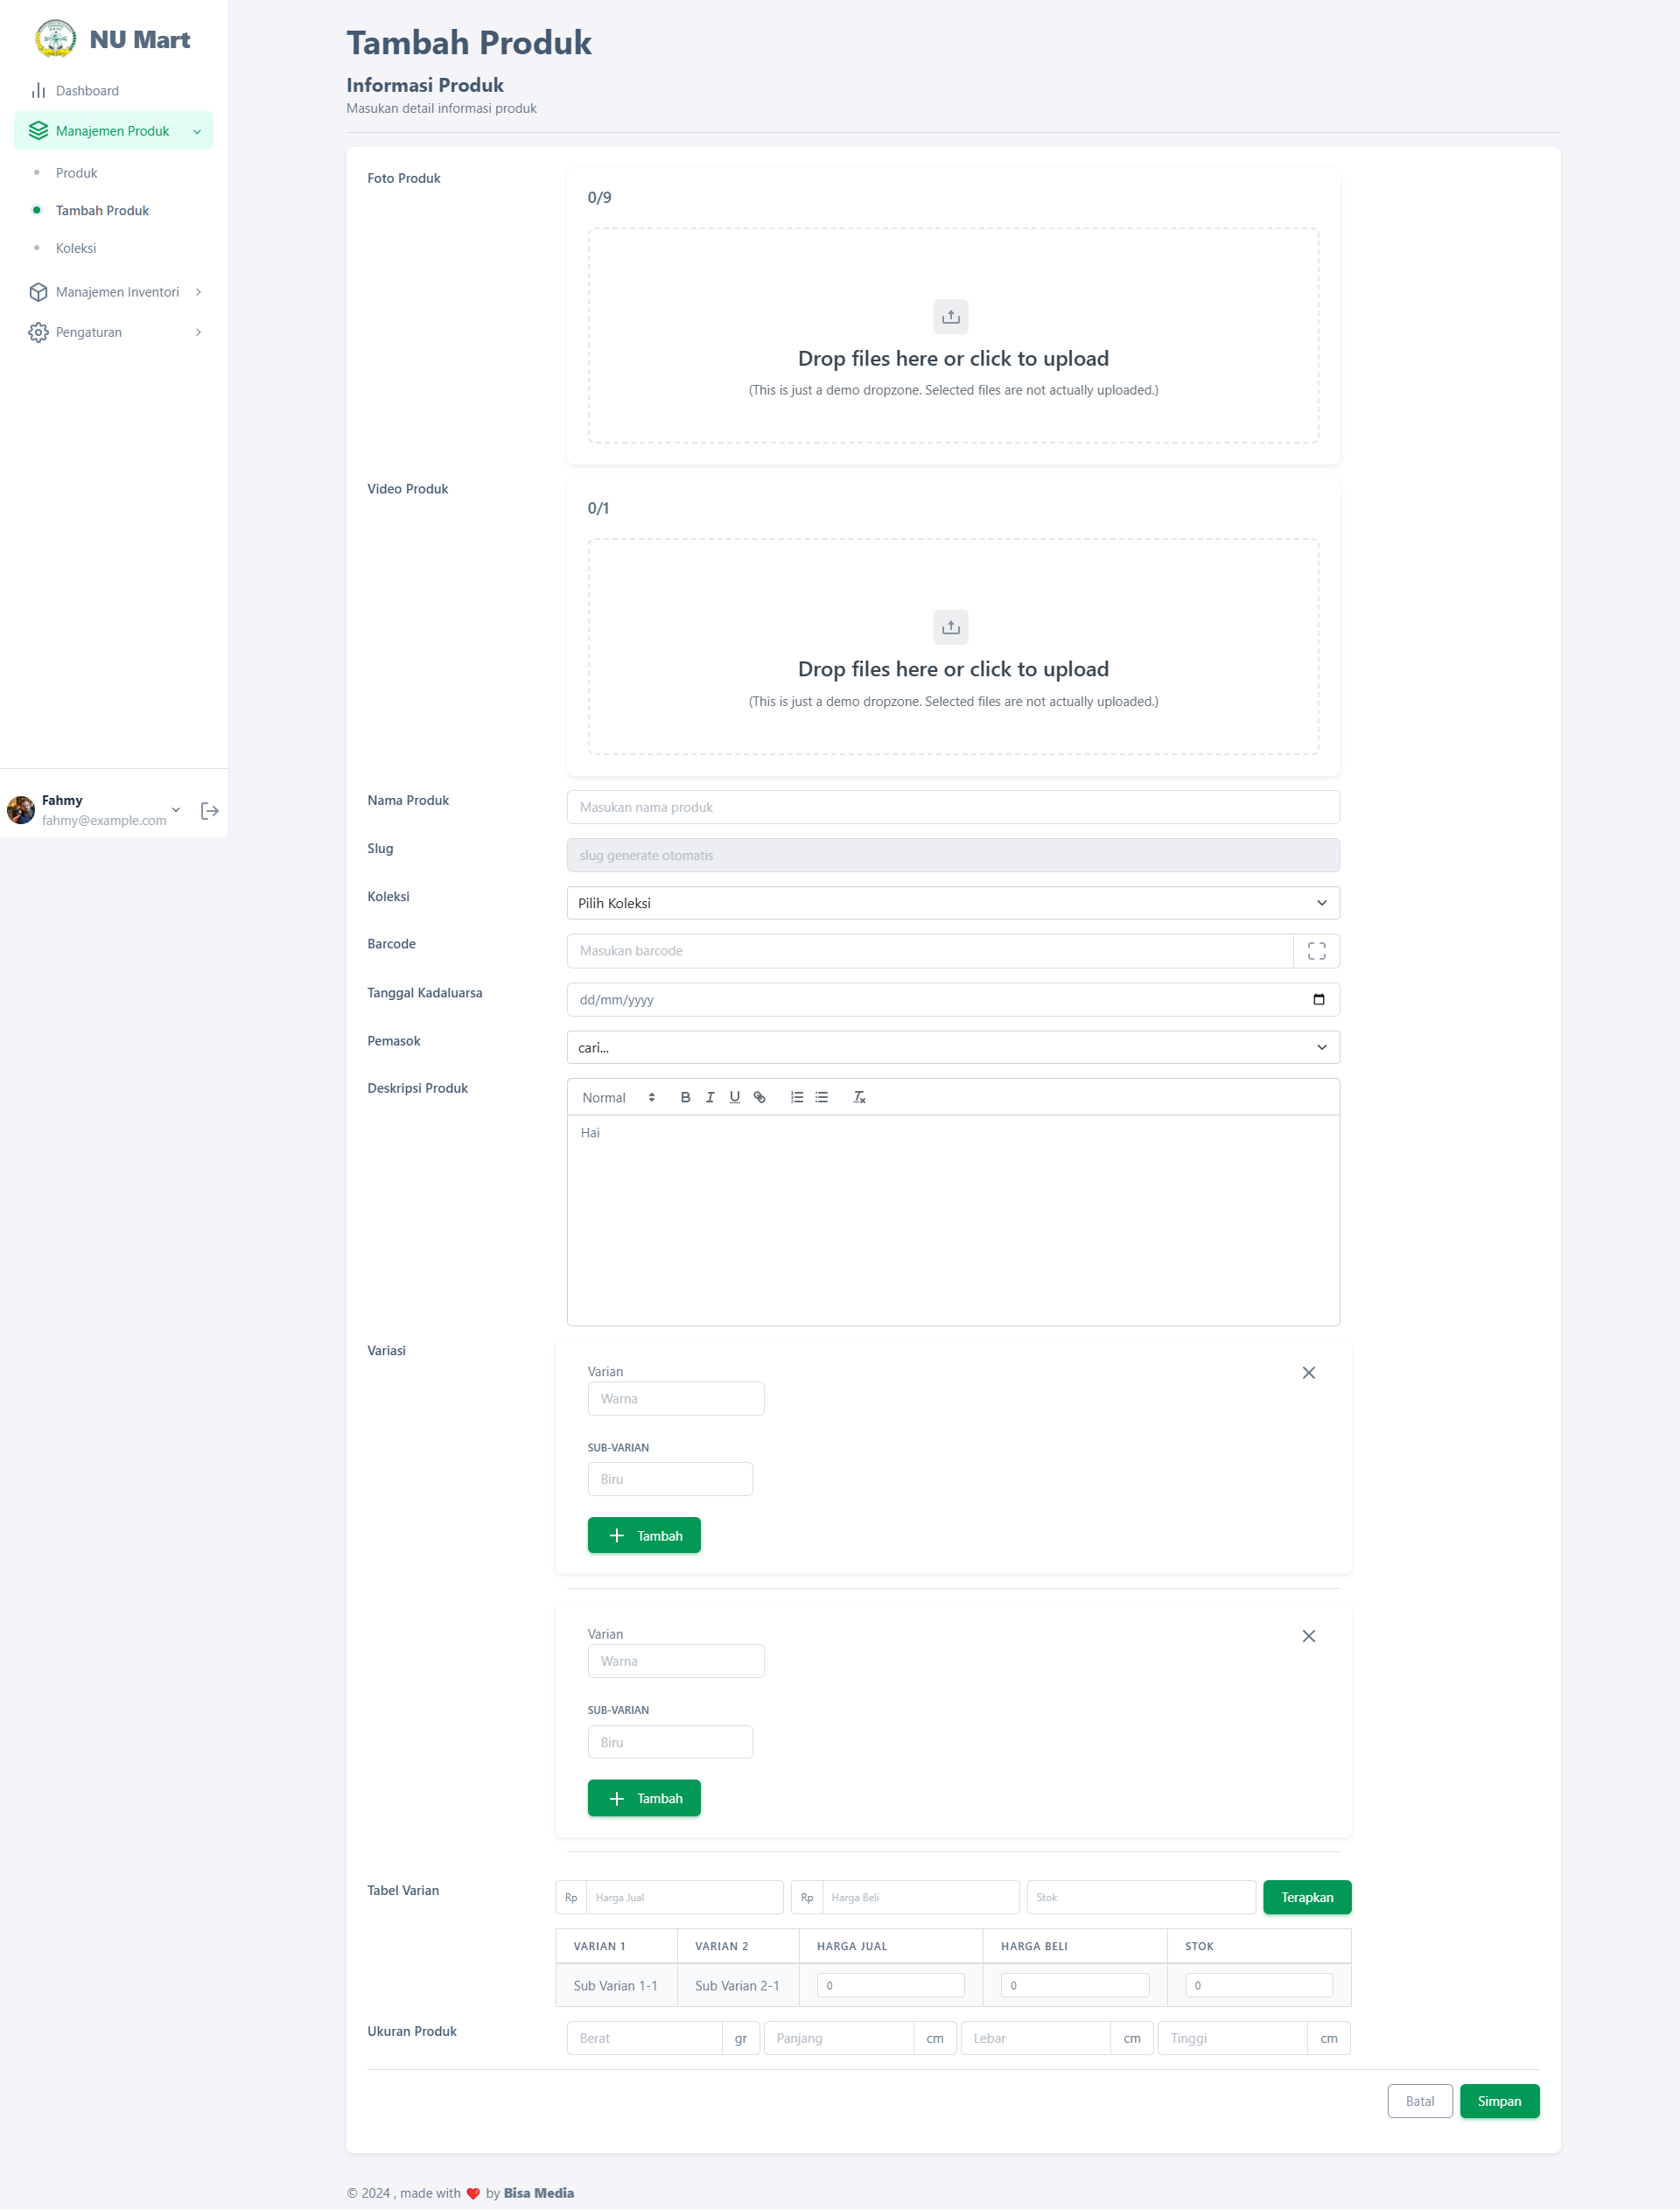 NU Mart
Dashboard
Manajemen Produk
Produk
Tambah Produk
Koleksi
Manajemen Inventori
Pengaturan
Fahmy
fahmy@example.com
Tambah Produk
Informasi Produk
Masukan detail informasi produk
Foto Produk
0/9
Drop files here or click to upload
(This is just a demo dropzone. Selected files are not actually uploaded.)
Video Produk
0/1
Drop files here or click to upload
(This is just a demo dropzone. Selected files are not actually uploaded.)
Nama Produk
Masukan nama produk
Slug
slug generate otomatis
Koleksi
Pilih Koleksi
Barcode
Masukan barcode
Tanggal Kadaluarsa
dd/mm/yyyy
Pemasok
cari...
Deskripsi Produk
Normal
Hai
Variasi
Varian
Warna
SUB-VARIAN
Biru
Tambah
Varian
Warna
SUB-VARIAN
Biru
Tambah
Tabel Varian
Rp Harga Jual Rp Harga Beli Stok Terapkan
VARIAN 1 VARIAN 2 HARGA JUAL HARGA BELI STOK
Sub Varian 1-1 Sub Varian 2-1 0 0 0
Ukuran Produk
Berat gr Panjang cm Lebar cm Tinggi cm
Batal Simpan
© 2024 , made with ❤️ by Bisa Media